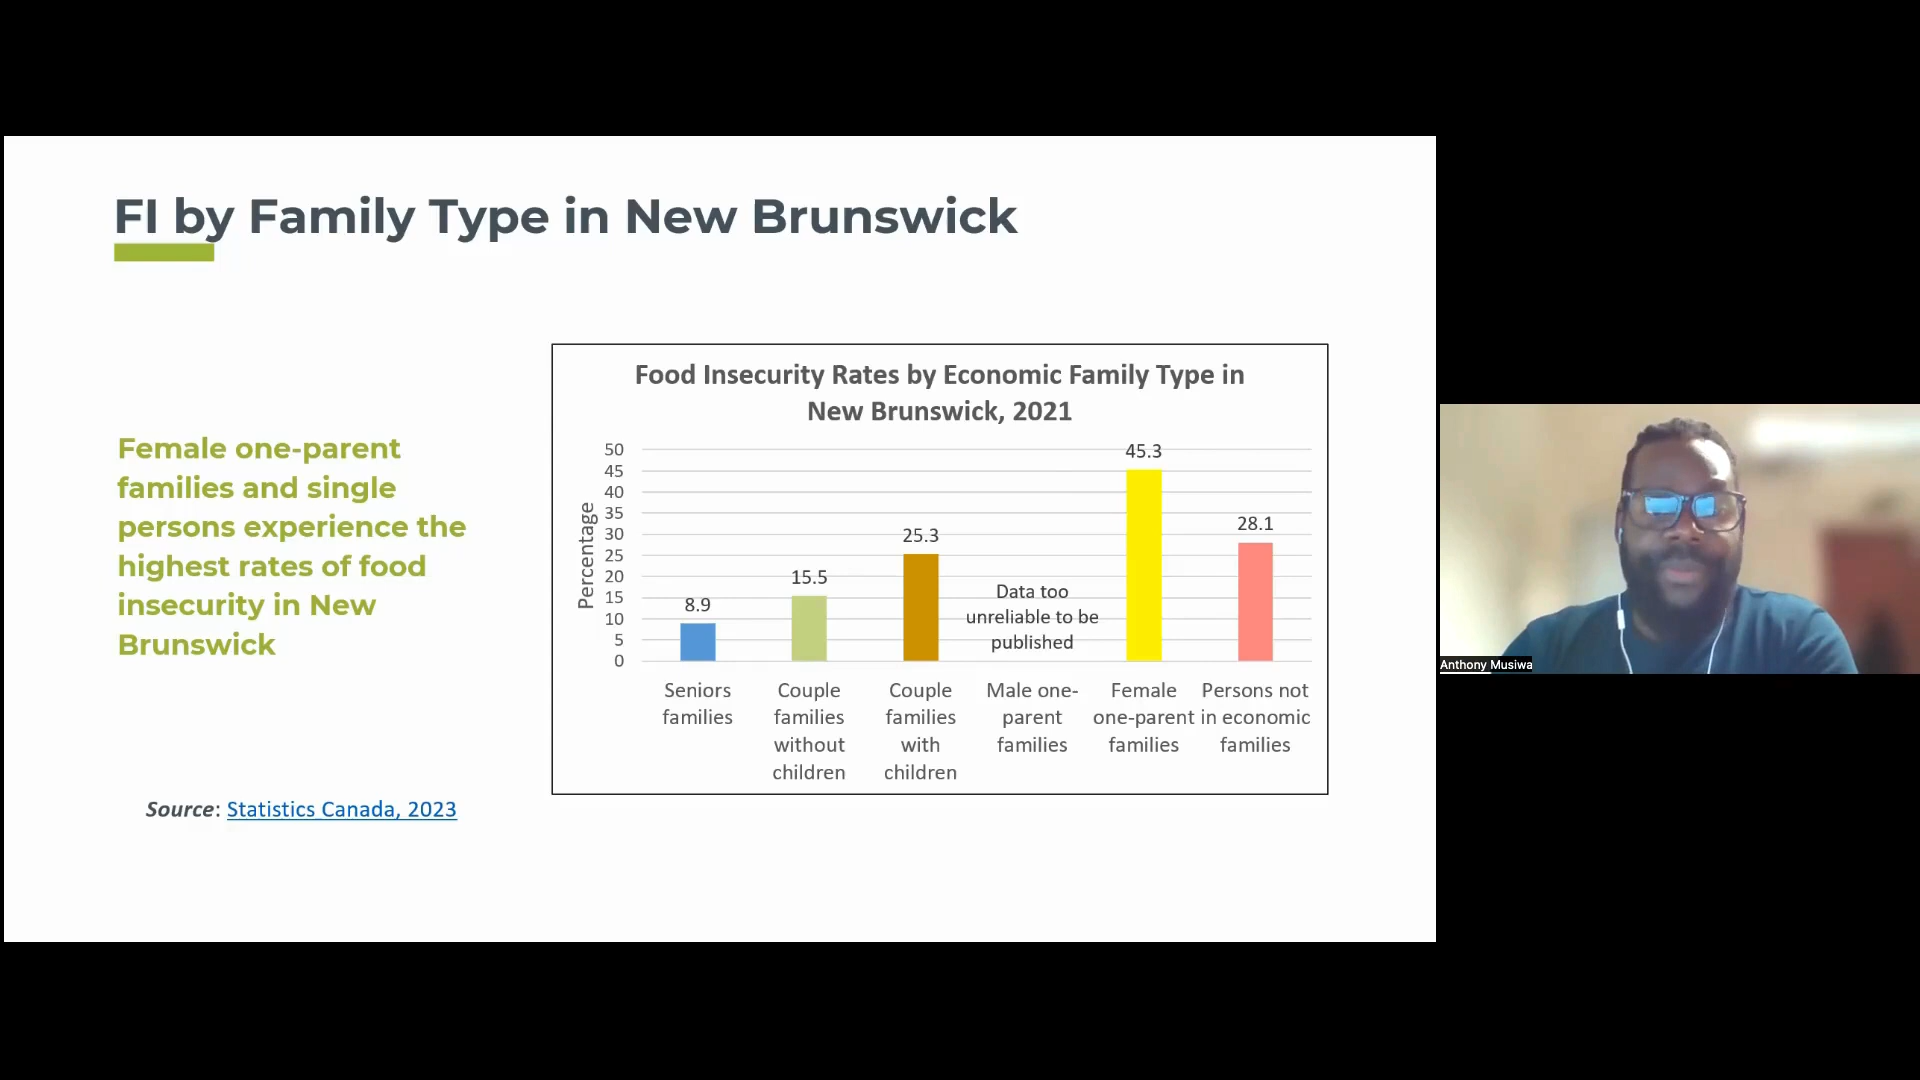 FI by Family Type in New Brunswick
Female one-parent
families and single
persons experience the
highest rates of food
insecurity in New
Brunswick
Source: Statistics Canada, 2023
Food Insecurity Rates by Economic Family Type in
New Brunswick, 2021
Percentage
50
45
40
35
30
25
20
15
10
5
0
8.9
15.5
25.3
Data too
unreliable to be
published
45.3
28.1
Seniors
families
Couple
families
without
children
Couple
families
with
children
Male one-
parent
families
Female
one-parent
families
Persons not
in economic
families
Anthony Musiwa